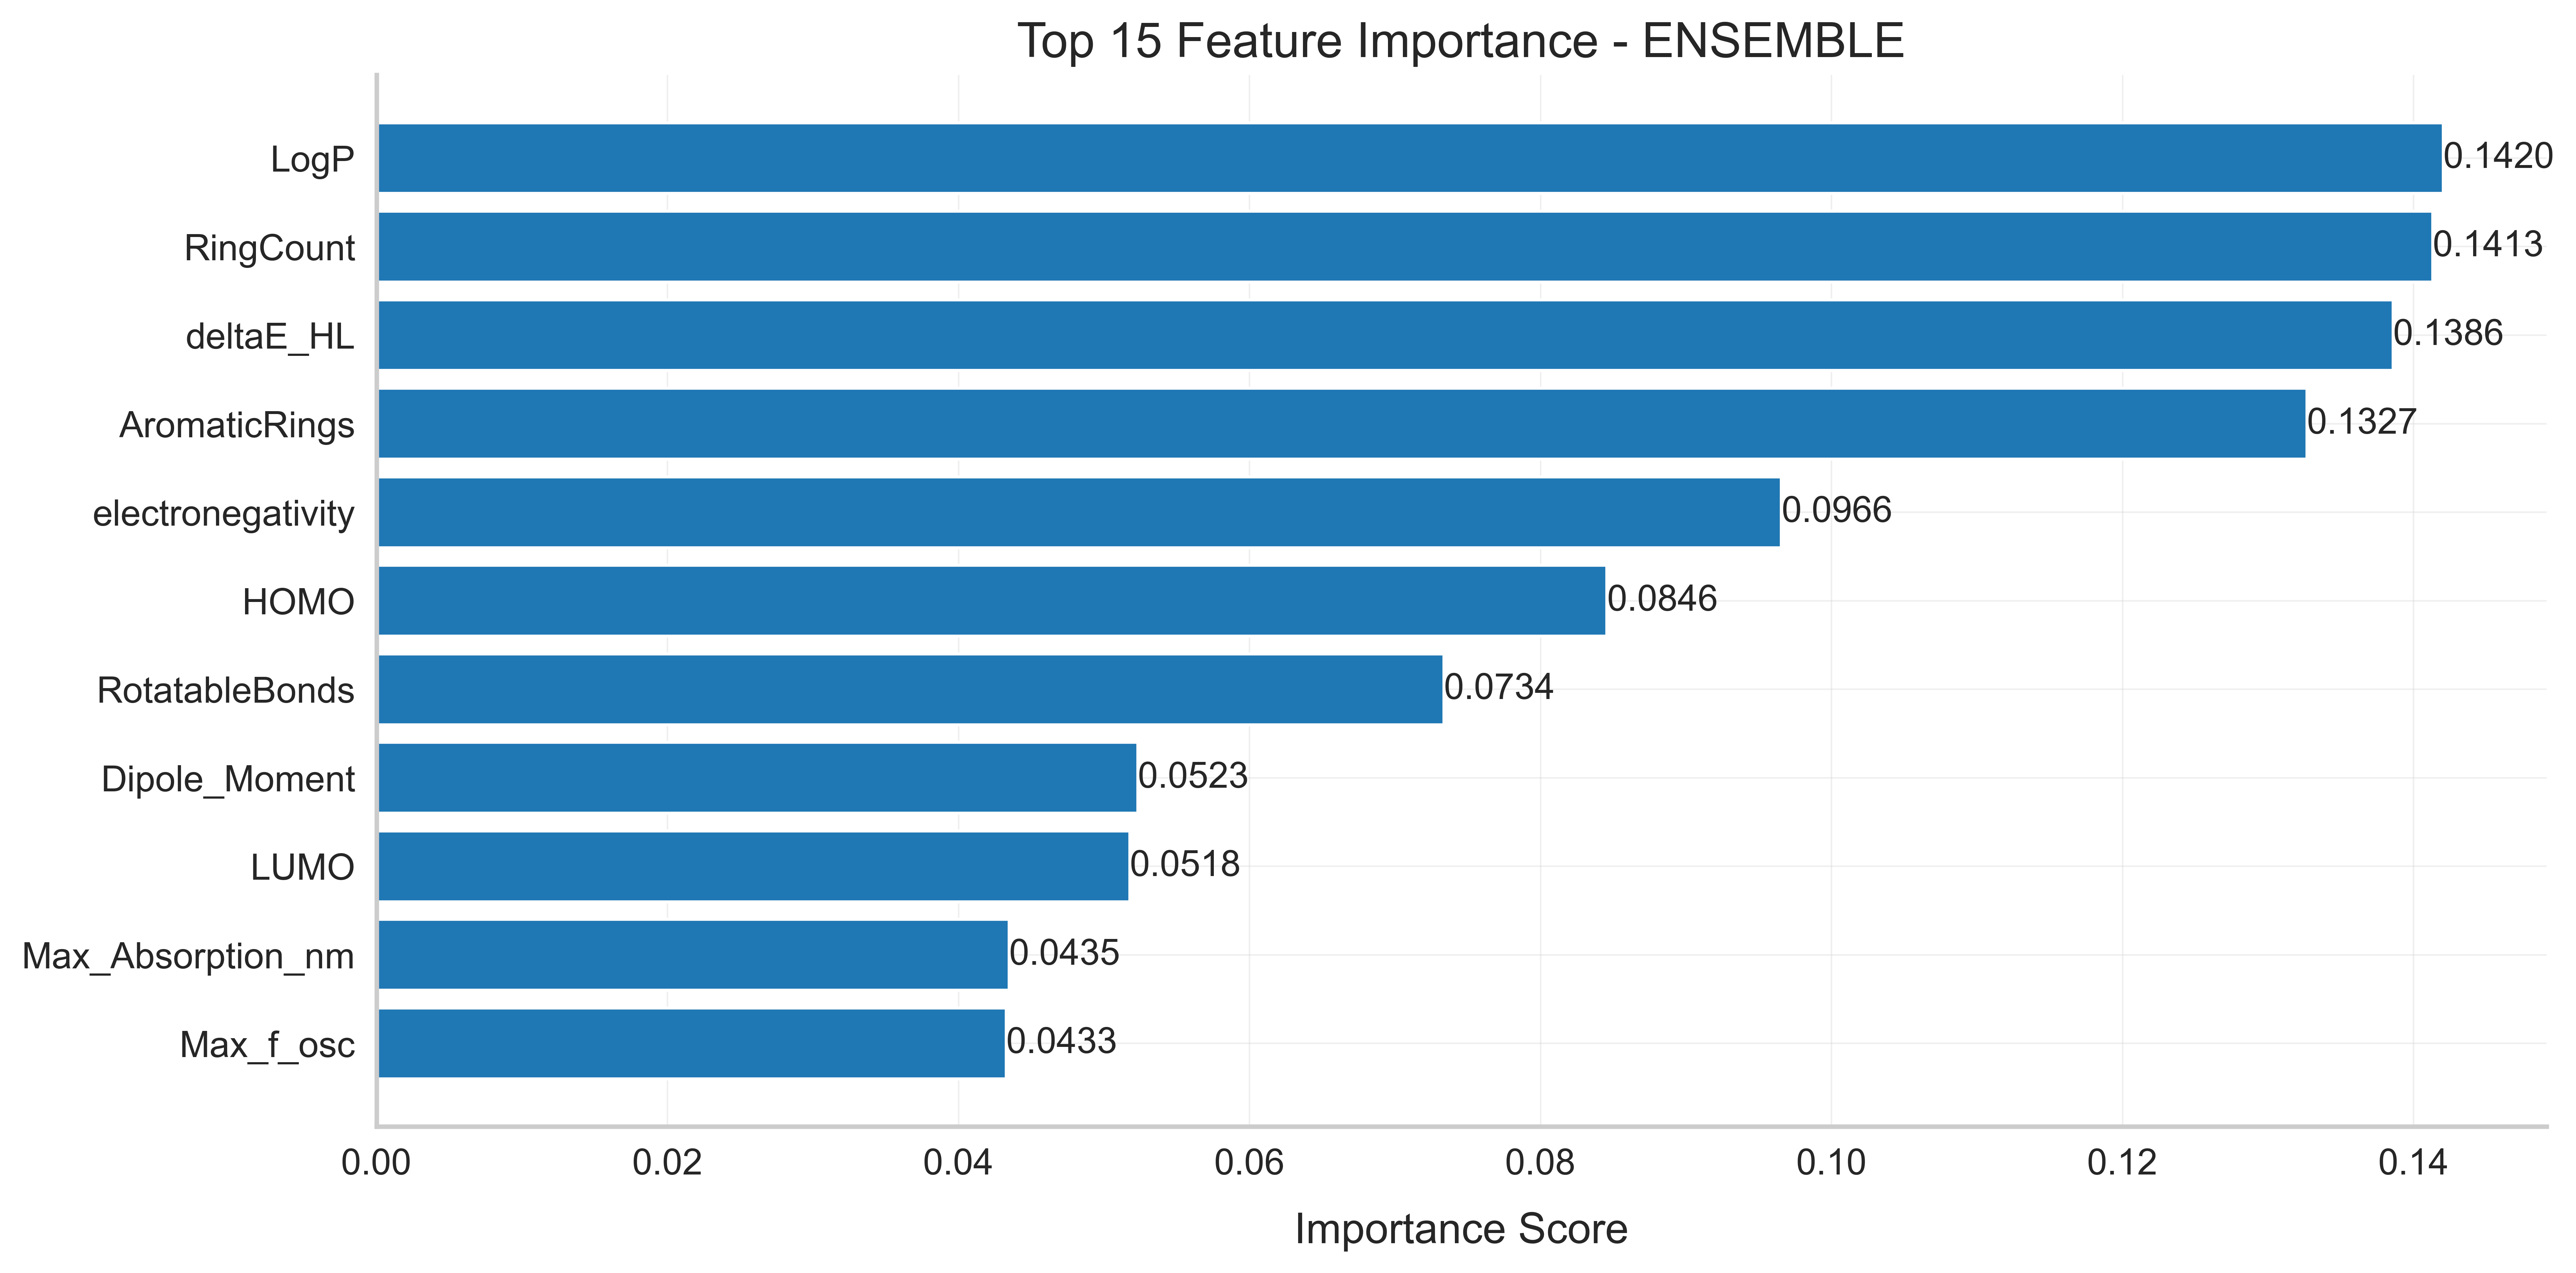 Top 15 Feature Importance - ENSEMBLE
LogP 0.1420
RingCount 0.1413
deltaE_HL 0.1386
AromaticRings 0.1327
electronegativity 0.0966
HOMO 0.0846
RotatableBonds 0.0734
Dipole_Moment 0.0523
LUMO 0.0518
Max_Absorption_nm 0.0435
Max_f_osc 0.0433
0.00 0.02 0.04 0.06 0.08 0.10 0.12 0.14
Importance Score